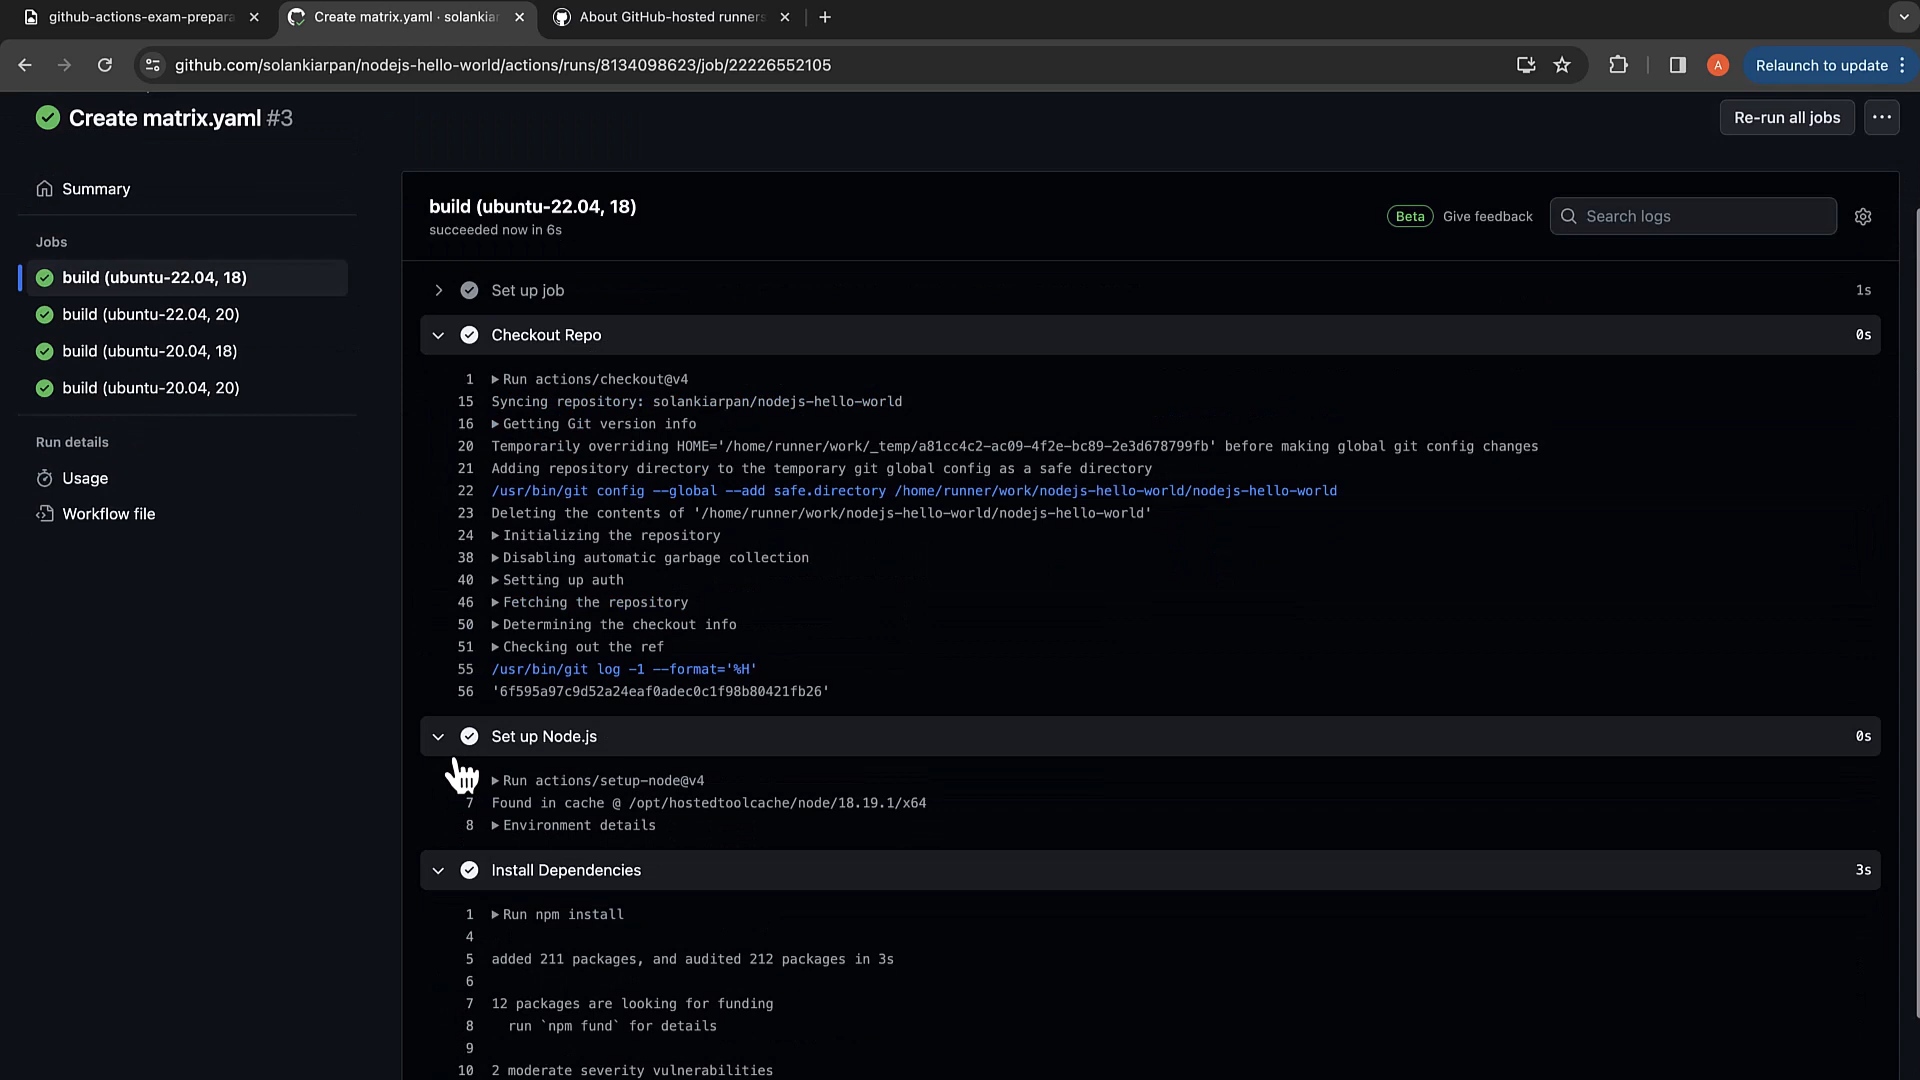 github-actions-exam-prepara
Create matrix.yaml · solankiar
About GitHub-hosted runners
github.com/solankiarpan/nodejs-hello-world/actions/runs/8134098623/job/22226552105
A
Relaunch to update
Create matrix.yaml #3
Re-run all jobs
Summary
Jobs
build (ubuntu-22.04, 18)
build (ubuntu-22.04, 20)
build (ubuntu-20.04, 18)
build (ubuntu-20.04, 20)
Run details
Usage
Workflow file
build (ubuntu-22.04, 18)
succeeded now in 6s
Beta
Give feedback
Search logs
Set up job
1s
Checkout Repo
0s
1 Run actions/checkout@v4
15 Syncing repository: solankiarpan/nodejs-hello-world
16 Getting Git version info
20 Temporarily overriding HOME='/home/runner/work/_temp/a81cc4c2-ac09-4f2e-bc89-2e3d678799fb' before making global git config changes
21 Adding repository directory to the temporary git global config as a safe directory
22 /usr/bin/git config --global --add safe.directory /home/runner/work/nodejs-hello-world/nodejs-hello-world
23 Deleting the contents of '/home/runner/work/nodejs-hello-world/nodejs-hello-world'
24 Initializing the repository
38 Disabling automatic garbage collection
40 Setting up auth
46 Fetching the repository
50 Determining the checkout info
51 Checking out the ref
55 /usr/bin/git log -1 --format='%H'
56 '6f595a97c9d52a24eaf0adec0c1f98b80421fb26'
Set up Node.js
0s
Run actions/setup-node@v4
7 Found in cache @ /opt/hostedtoolcache/node/18.19.1/x64
8 Environment details
Install Dependencies
3s
1 Run npm install
4
5 added 211 packages, and audited 212 packages in 3s
6
7 12 packages are looking for funding
8 run `npm fund` for details
9
10 2 moderate severity vulnerabilities